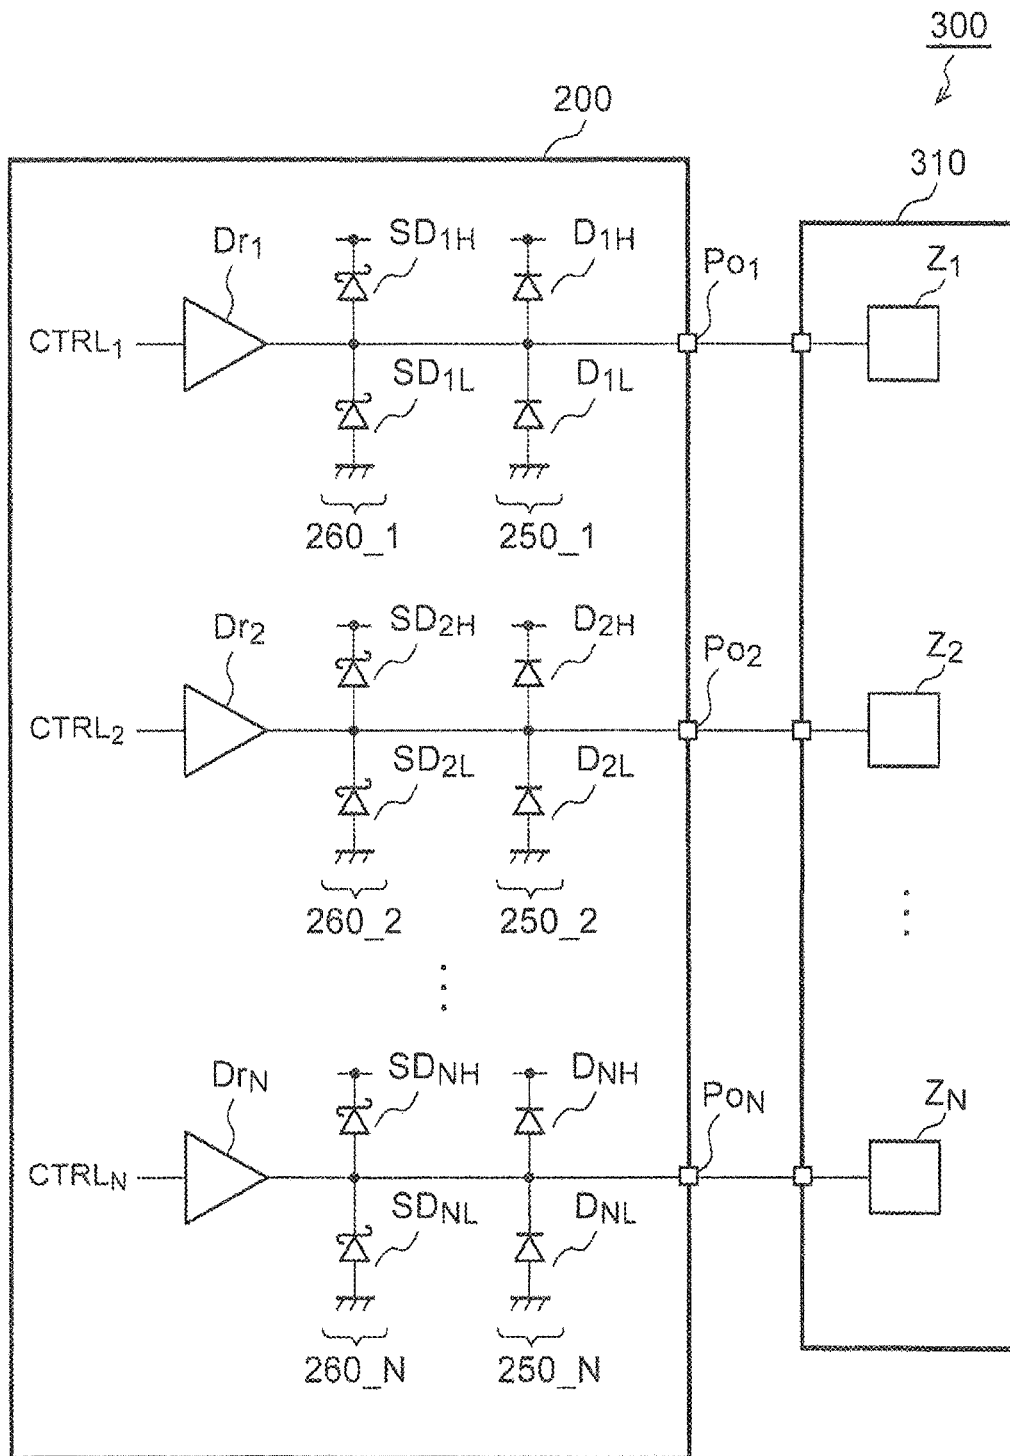 300
200
310
Dr1
SD1H
D1H
Po1
Z1
CTRL1
SD1L
D1L
260_1
250_1
Dr2
SD2H
D2H
Po2
Z2
CTRL2
SD2L
D2L
260_2
250_2
DrN
SDNH
DNH
PoN
ZN
CTRLN
SDNL
DNL
260_N
250_N